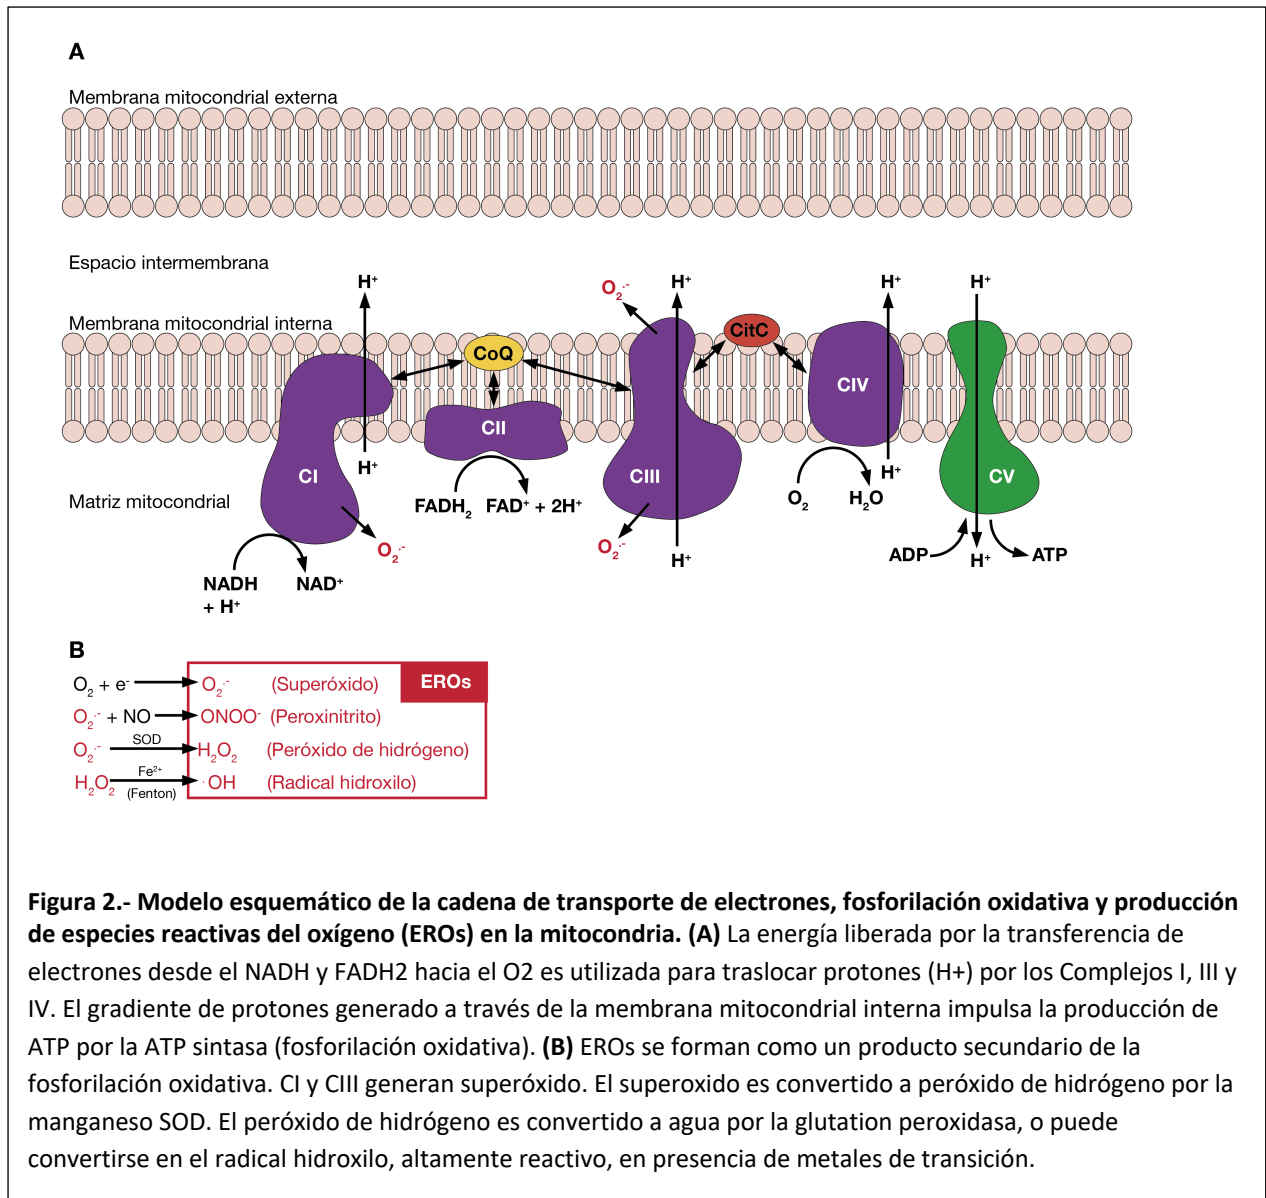 A
Membrana mitocondrial externa
Espacio intermembrana
H⁺
O₂·⁻
H⁺
H⁺
H⁺
Membrana mitocondrial interna
CitC
CoQ
CIV
CII
H⁺
CI
CIII
H⁺
CV
Matriz mitocondrial
FADH₂
FAD⁺ + 2H⁺
O₂
H₂O
O₂·⁻
O₂·⁻
H⁺
ADP
H⁺
ATP
NADH
+ H⁺
NAD⁺
B
O₂ + e⁻ O₂·⁻ (Superóxido) EROs
O₂·⁻ + NO ONOO⁻ (Peroxinitrito)
O₂·⁻ SOD H₂O₂ (Peróxido de hidrógeno)
H₂O₂ Fe²⁺ (Fenton) ·OH (Radical hidroxilo)
Figura 2.- Modelo esquemático de la cadena de transporte de electrones, fosforilación oxidativa y producción
de especies reactivas del oxígeno (EROs) en la mitocondria. (A) La energía liberada por la transferencia de
electrones desde el NADH y FADH2 hacia el O2 es utilizada para traslocar protones (H+) por los Complejos I, III y
IV. El gradiente de protones generado a través de la membrana mitocondrial interna impulsa la producción de
ATP por la ATP sintasa (fosforilación oxidativa). (B) EROs se forman como un producto secundario de la
fosforilación oxidativa. CI y CIII generan superóxido. El superoxido es convertido a peróxido de hidrógeno por la
manganeso SOD. El peróxido de hidrógeno es convertido a agua por la glutation peroxidasa, o puede
convertirse en el radical hidroxilo, altamente reactivo, en presencia de metales de transición.